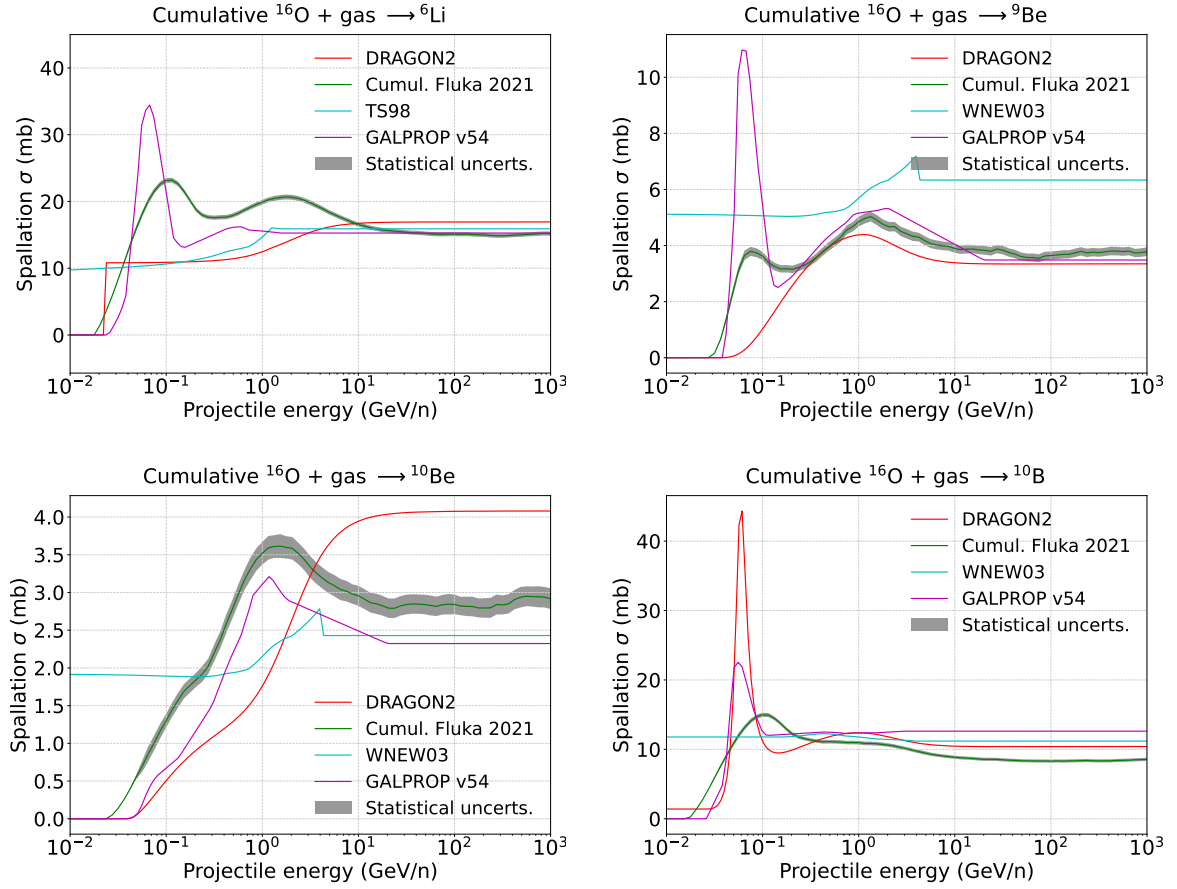 Cumulative ¹⁶O + gas ⟶ ⁶Li
Spallation σ (mb)
40
30
20
10
0
DRAGON2
Cumul. Fluka 2021
TS98
GALPROP v54
Statistical uncerts.
10⁻² 10⁻¹ 10⁰ 10¹ 10² 10³
Projectile energy (GeV/n)
Cumulative ¹⁶O + gas ⟶ ⁹Be
Spallation σ (mb)
10
8
6
4
2
0
DRAGON2
Cumul. Fluka 2021
WNEW03
GALPROP v54
Statistical uncerts.
10⁻² 10⁻¹ 10⁰ 10¹ 10² 10³
Projectile energy (GeV/n)
Cumulative ¹⁶O + gas ⟶ ¹⁰Be
Spallation σ (mb)
4.0
3.5
3.0
2.5
2.0
1.5
1.0
0.5
0.0
DRAGON2
Cumul. Fluka 2021
WNEW03
GALPROP v54
Statistical uncerts.
10⁻² 10⁻¹ 10⁰ 10¹ 10² 10³
Projectile energy (GeV/n)
Cumulative ¹⁶O + gas ⟶ ¹⁰B
Spallation σ (mb)
40
30
20
10
0
DRAGON2
Cumul. Fluka 2021
WNEW03
GALPROP v54
Statistical uncerts.
10⁻² 10⁻¹ 10⁰ 10¹ 10² 10³
Projectile energy (GeV/n)